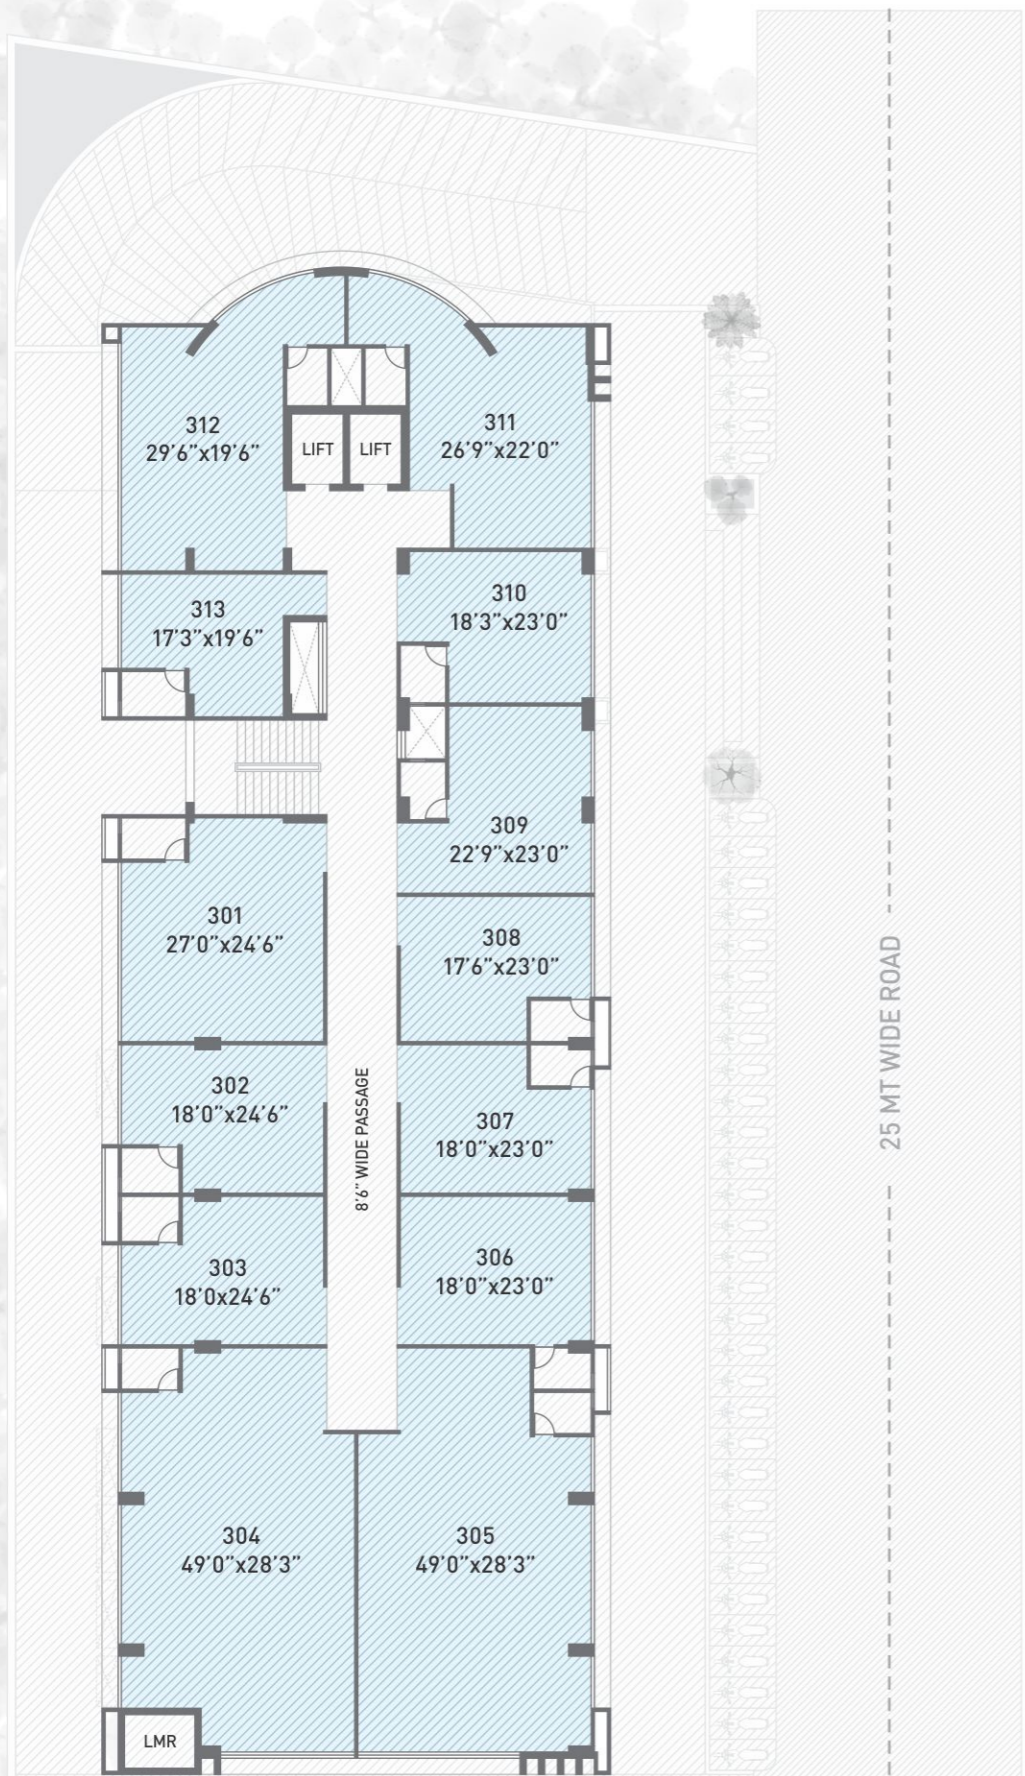 312
29'6"x19'6"
LIFT
LIFT
311
26'9"x22'0"
313
17'3"x19'6"
310
18'3"x23'0"
309
22'9"x23'0"
301
27'0"x24'6"
308
17'6"x23'0"
302
18'0"x24'6"
307
18'0"x23'0"
8'6" WIDE PASSAGE
25 MT WIDE ROAD
303
18'0x24'6"
306
18'0"x23'0"
304
49'0"x28'3"
305
49'0"x28'3"
LMR